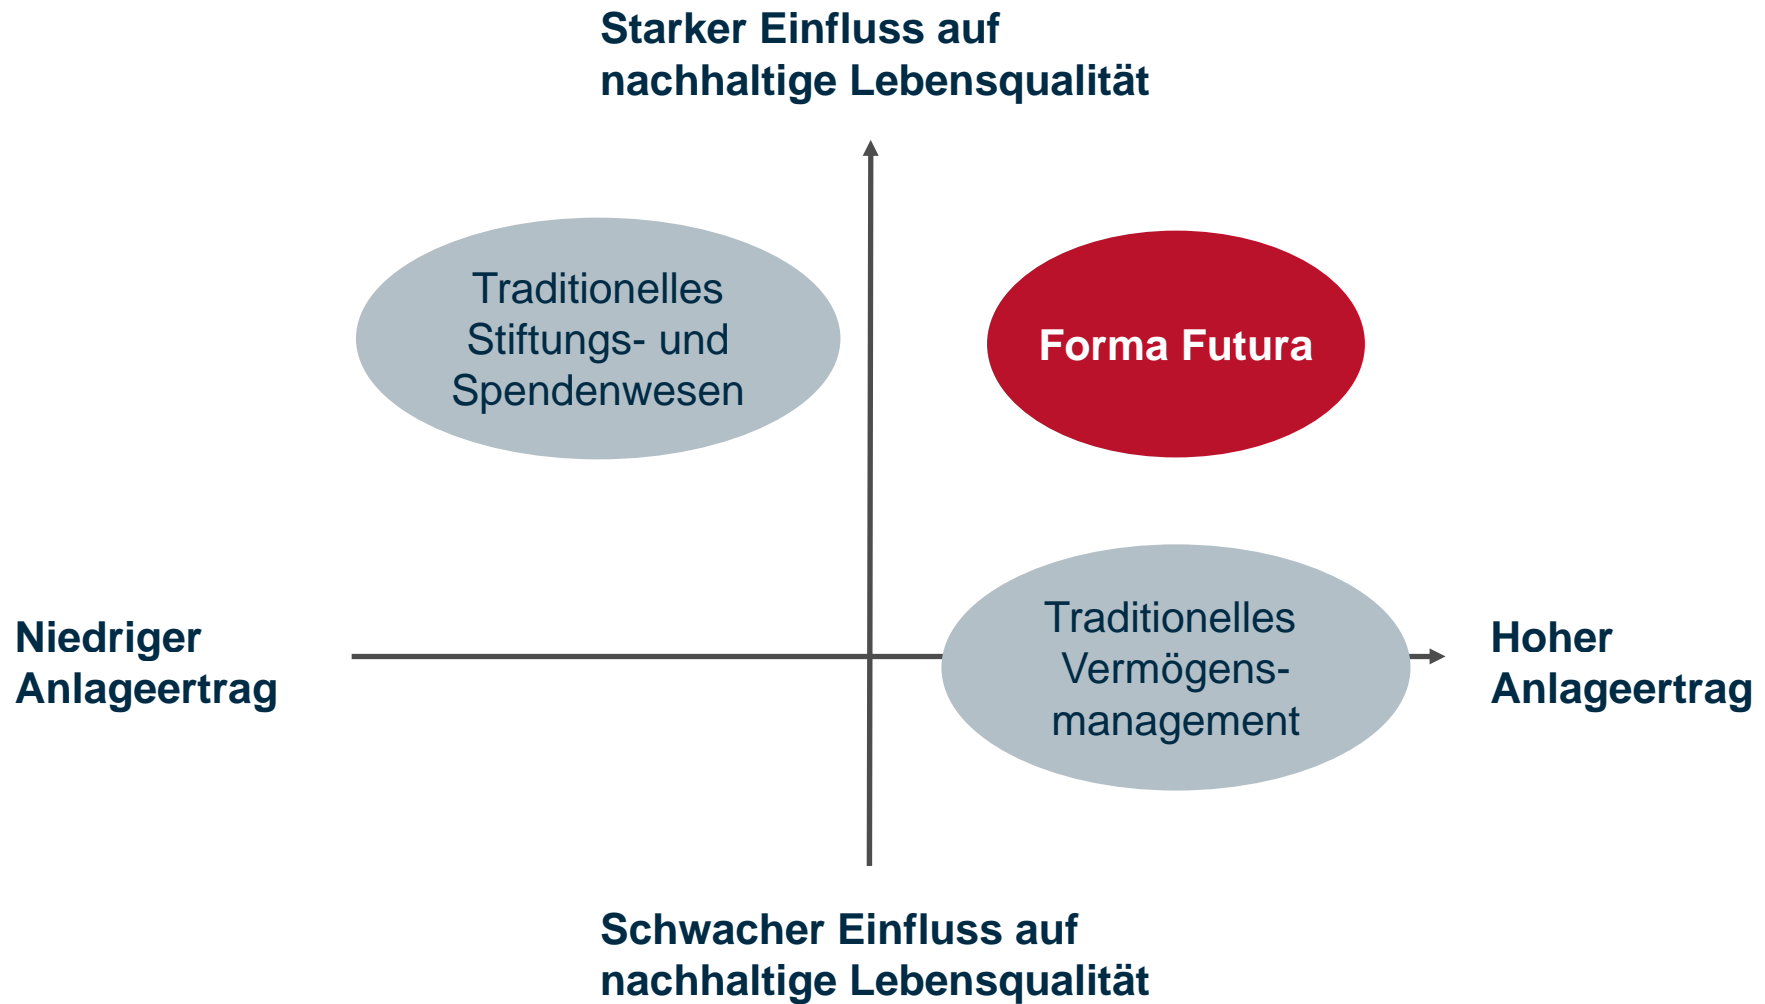 Starker Einfluss auf
nachhaltige Lebensqualität
Traditionelles
Stiftungs- und
Spendenwesen
Forma Futura
Niedriger
Anlageertrag
Traditionelles
Vermögens-
management
Hoher
Anlageertrag
Schwacher Einfluss auf
nachhaltige Lebensqualität